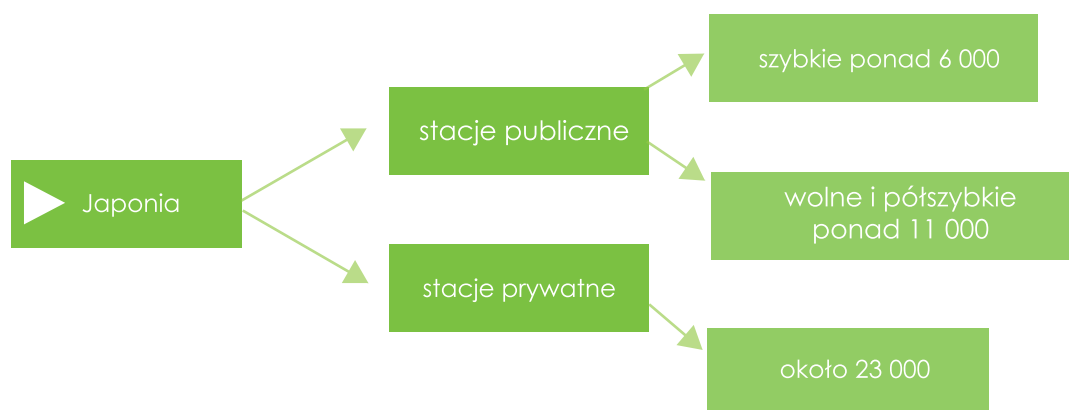 Japonia
stacje publiczne
szybkie ponad 6 000
wolne i półszybkie
ponad 11 000
stacje prywatne
około 23 000